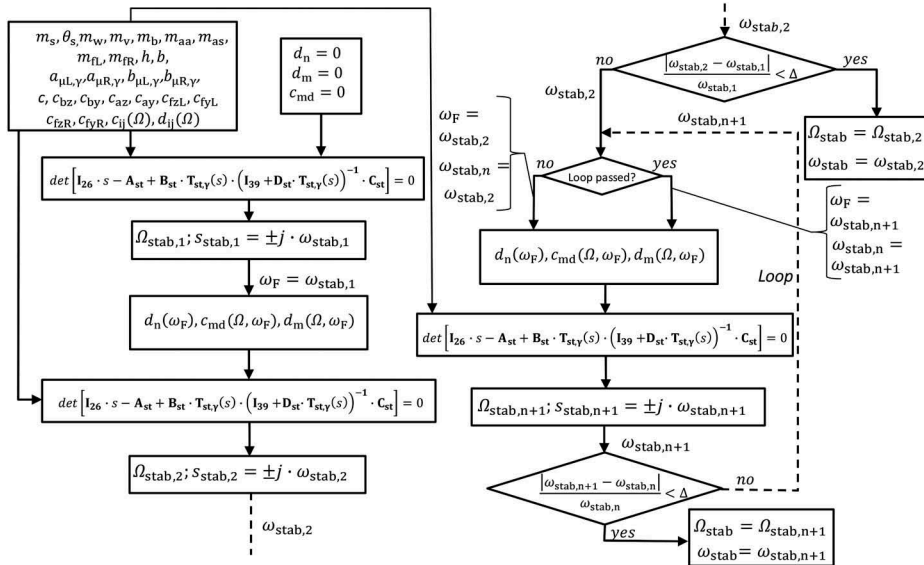 m_s, θ_s, m_w, m_v, m_b, m_aa, m_as,
m_fL, m_fR, h, b,
a_μL,γ, a_μR,γ, b_μL,γ, b_μR,γ,
c, c_bz, c_by, c_az, c_ay, c_fzL, c_fyL
c_fzR, c_fyR, c_ij(Ω), d_ij(Ω)
d_n = 0
d_m = 0
c_md = 0
det [I_26 · s − A_st + B_st · T_st,γ(s) · (I_39 + D_st · T_st,γ(s))^−1 · C_st] = 0
Ω_stab,1; s_stab,1 = ±j · ω_stab,1
ω_F = ω_stab,1
d_n(ω_F), c_md(Ω, ω_F), d_m(Ω, ω_F)
det [I_26 · s − A_st + B_st · T_st,γ(s) · (I_39 + D_st · T_st,γ(s))^−1 · C_st] = 0
Ω_stab,2; s_stab,2 = ±j · ω_stab,2
ω_stab,2
ω_stab,2
no
|ω_stab,2 − ω_stab,1|
ω_stab,1
< Δ
yes
ω_stab,2
ω_stab,n+1
Ω_stab = Ω_stab,2
ω_stab = ω_stab,2
ω_F =
ω_stab,2
ω_stab,n =
ω_stab,2
no
yes
Loop passed?
ω_F =
ω_stab,n+1
ω_stab,n =
ω_stab,n+1
d_n(ω_F), c_md(Ω, ω_F), d_m(Ω, ω_F)
Loop
det [I_26 · s − A_st + B_st · T_st,γ(s) · (I_39 + D_st · T_st,γ(s))^−1 · C_st] = 0
Ω_stab,n+1; s_stab,n+1 = ±j · ω_stab,n+1
ω_stab,n+1
|ω_stab,n+1 − ω_stab,n|
ω_stab,n
< Δ
no
yes
Ω_stab = Ω_stab,n+1
ω_stab = ω_stab,n+1